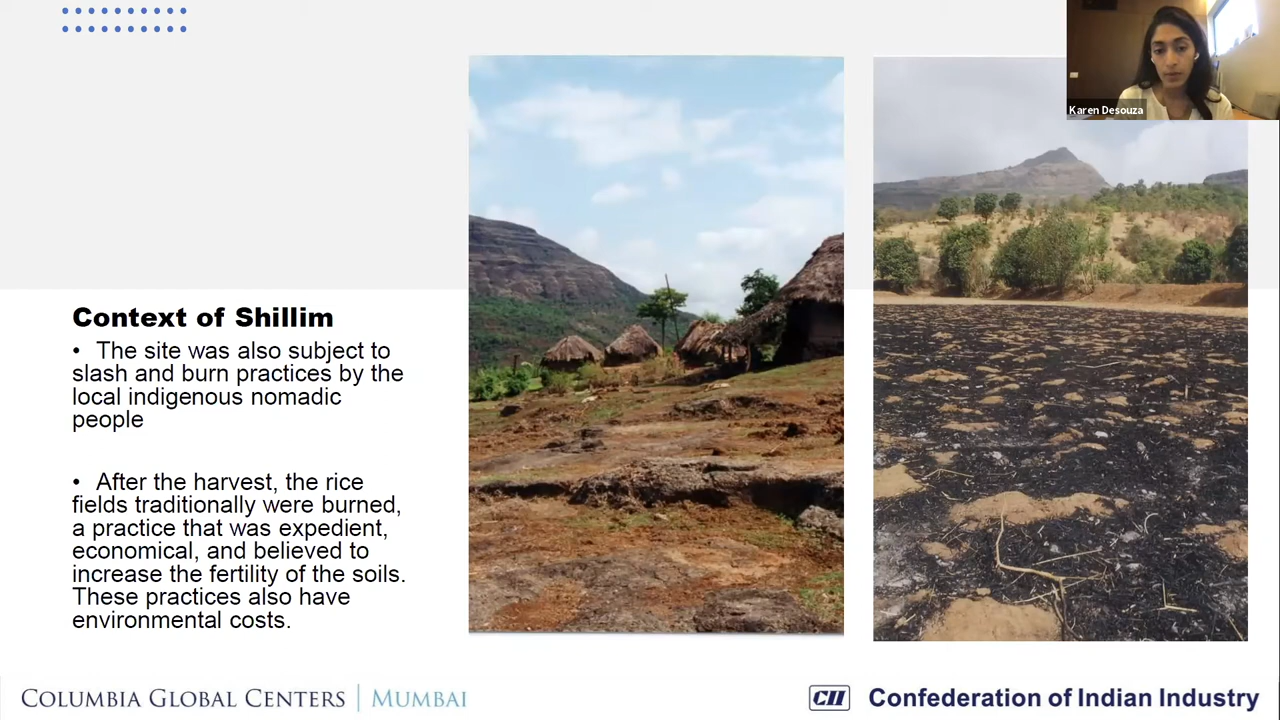 Karen Desouza
Context of Shillim
• The site was also subject to
slash and burn practices by the
local indigenous nomadic
people
• After the harvest, the rice
fields traditionally were burned,
a practice that was expedient,
economical, and believed to
increase the fertility of the soils.
These practices also have
environmental costs.
COLUMBIA GLOBAL CENTERS | MUMBAI
CII Confederation of Indian Industry